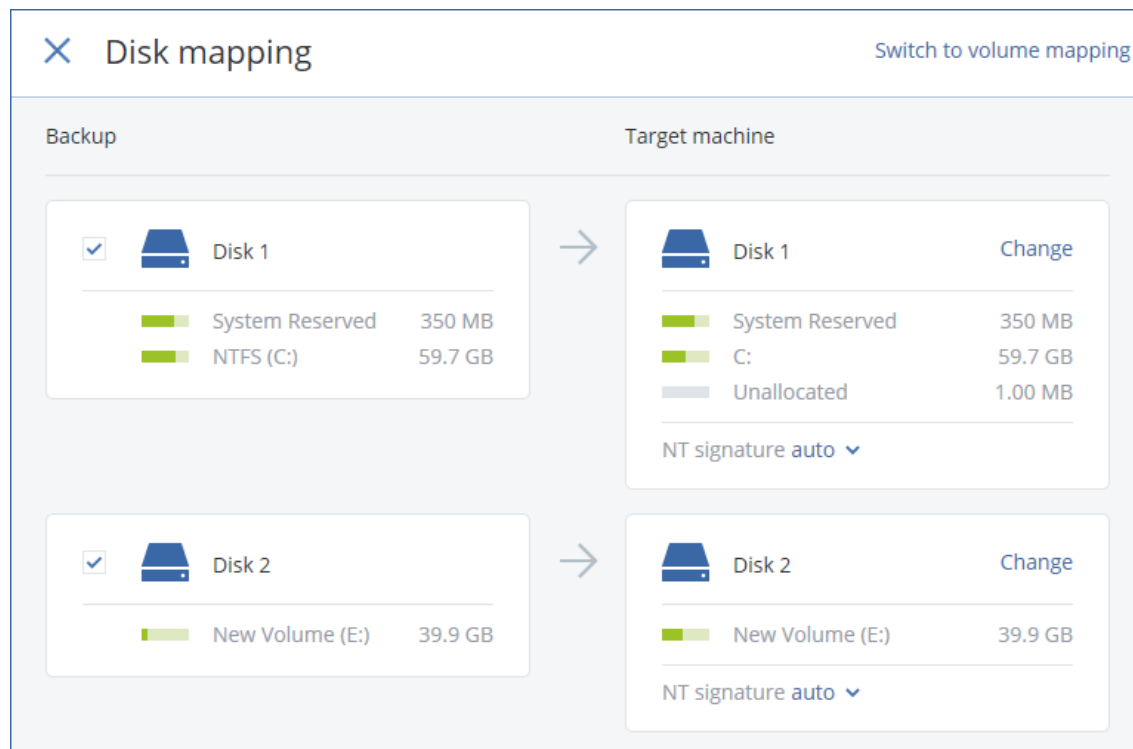 Disk mapping
Switch to volume mapping
Backup
Target machine
Disk 1
System Reserved 350 MB
NTFS (C:) 59.7 GB
Disk 1 Change
System Reserved 350 MB
C: 59.7 GB
Unallocated 1.00 MB
NT signature auto
Disk 2
New Volume (E:) 39.9 GB
Disk 2 Change
New Volume (E:) 39.9 GB
NT signature auto